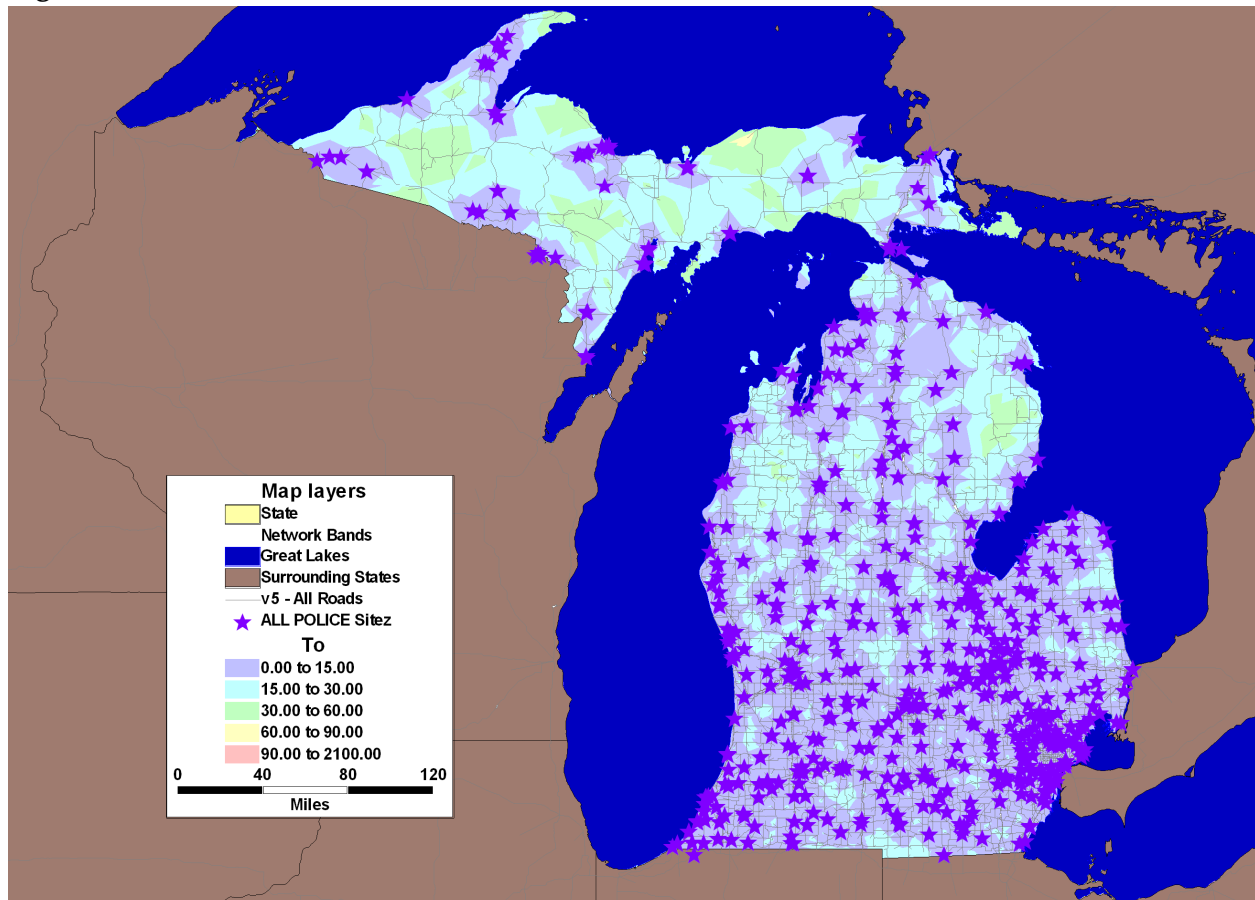 Map layers
State
Network Bands
Great Lakes
Surrounding States
v5 - All Roads
ALL POLICE Sitez
To
0.00 to 15.00
15.00 to 30.00
30.00 to 60.00
60.00 to 90.00
90.00 to 2100.00
0 40 80 120
Miles